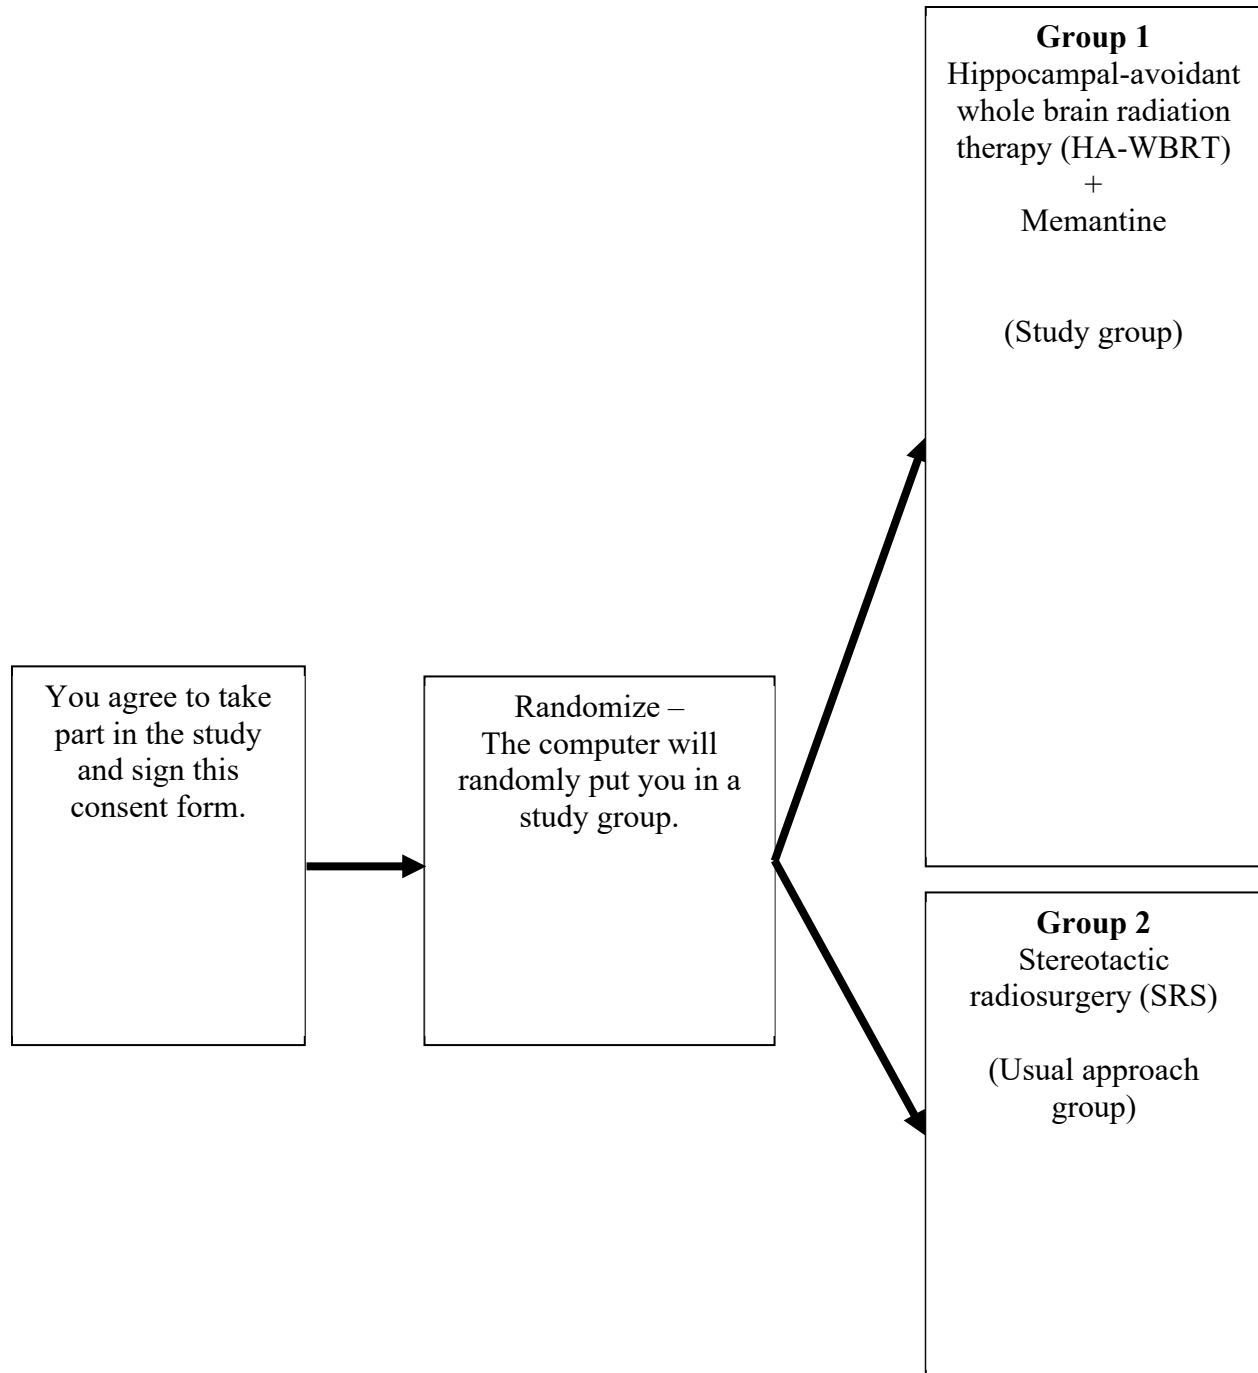 You agree to take
part in the study
and sign this
consent form.
Randomize –
The computer will
randomly put you in a
study group.
Group 1
Hippocampal-avoidant
whole brain radiation
therapy (HA-WBRT)
+
Memantine
(Study group)
Group 2
Stereotactic
radiosurgery (SRS)
(Usual approach
group)